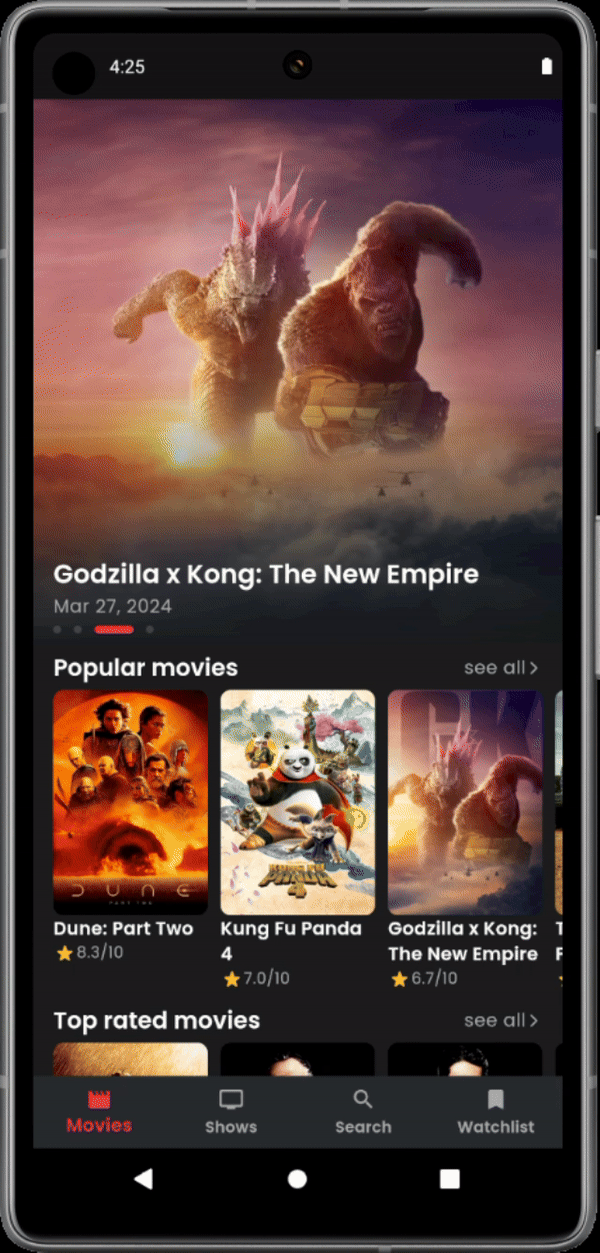 4:25
Godzilla x Kong: The New Empire
Mar 27, 2024
Popular movies
see all
DUNE
PART TWO
KUNG FU
PANDA
4
Dune: Part Two
8.3/10
Kung Fu Panda
4
7.0/10
Godzilla x Kong:
The New Empire
6.7/10
T
F
Top rated movies
see all
Movies
Shows
Search
Watchlist